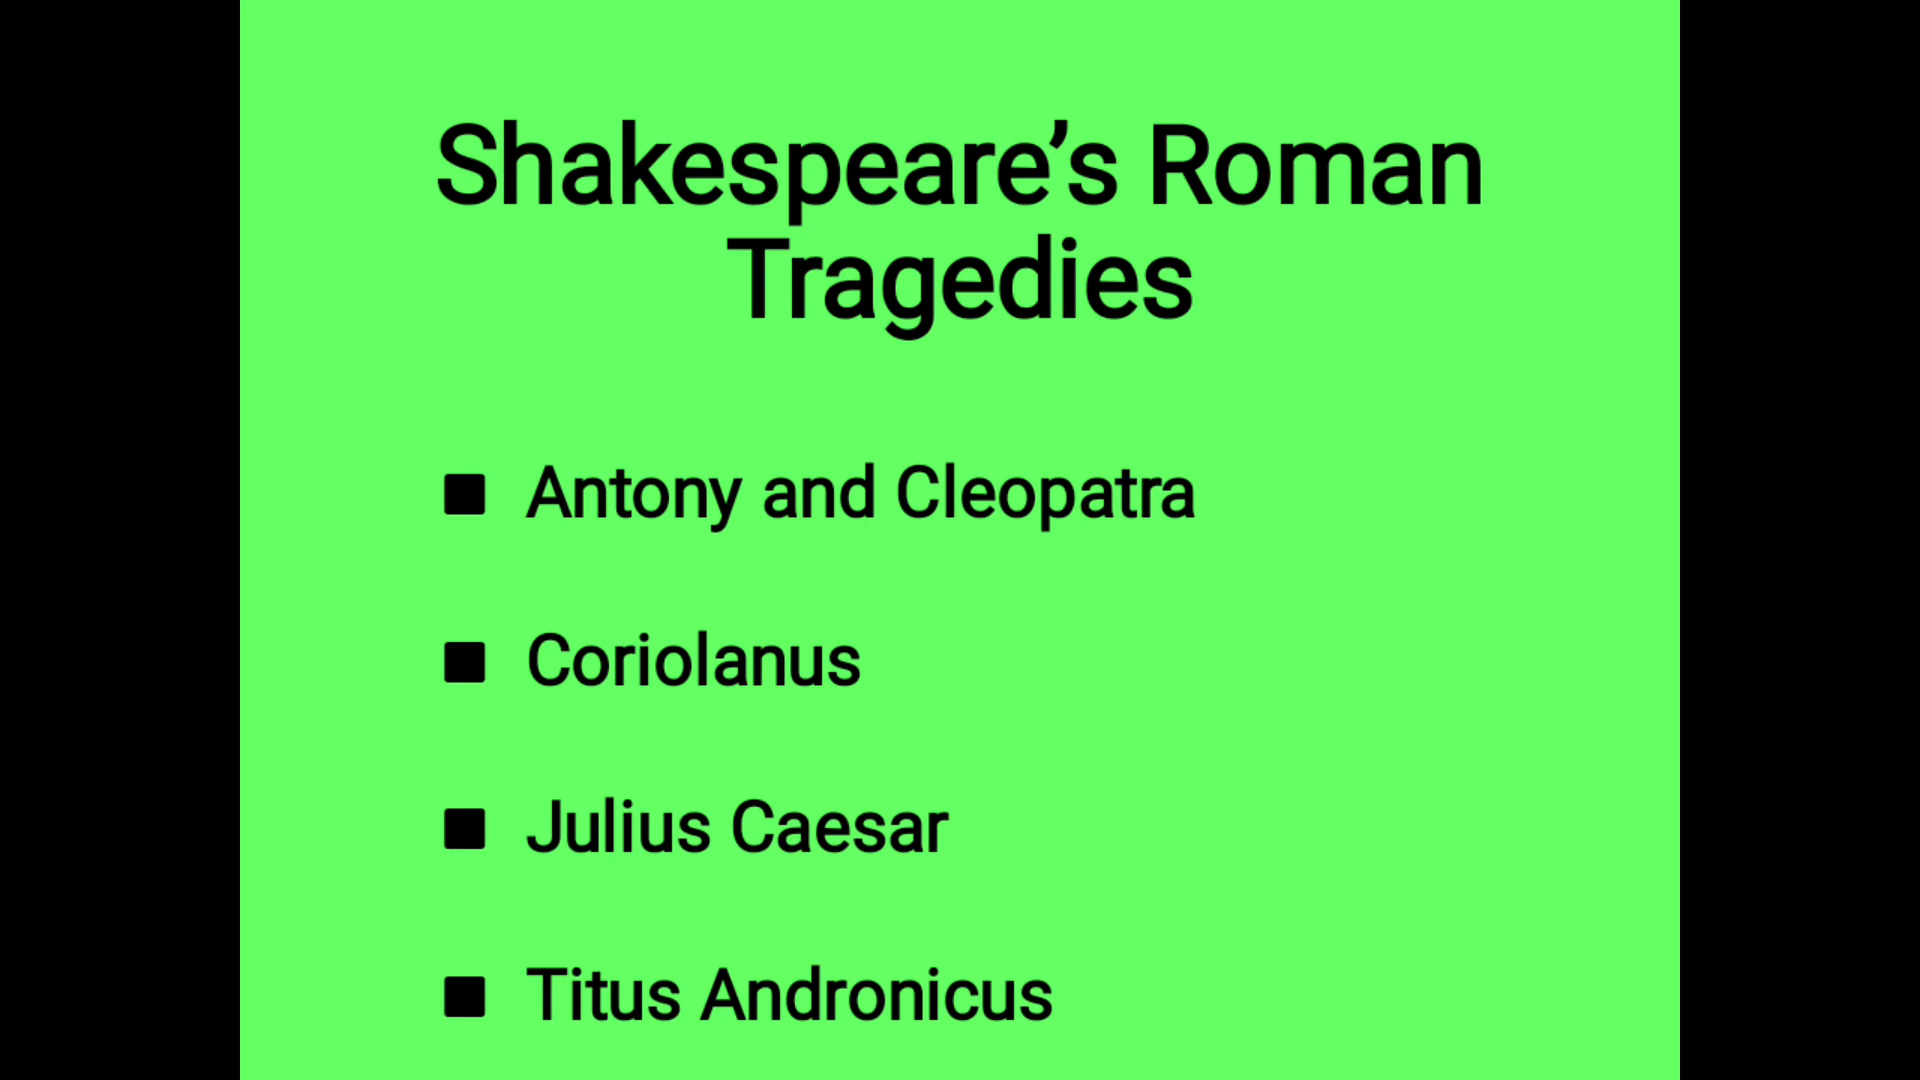 Shakespeare’s Roman
Tragedies
■ Antony and Cleopatra
■ Coriolanus
■ Julius Caesar
■ Titus Andronicus